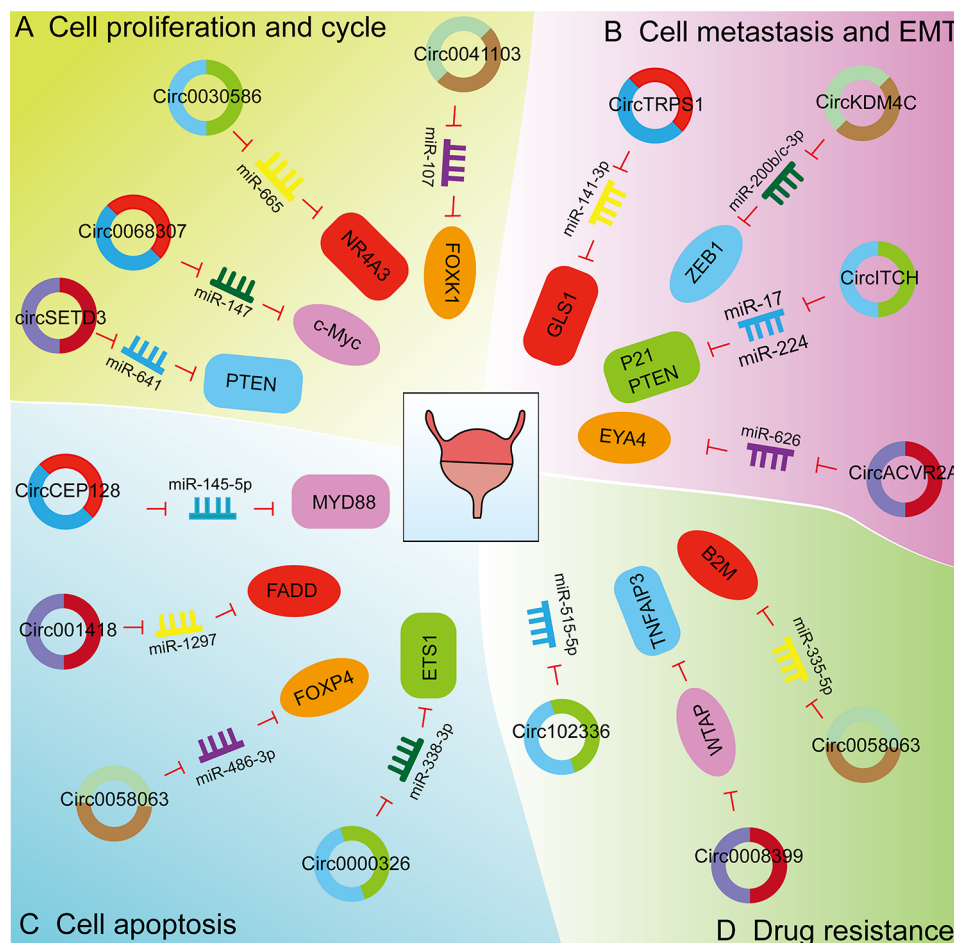 A Cell proliferation and cycle
Circ0030586
miR-665
NR4A3
Circ0041103
miR-107
FOXK1
Circ0068307
miR-147
c-Myc
circSETD3
miR-641
PTEN
B Cell metastasis and EMT
CircTRPS1
miR-141-3p
GLS1
CircKDM4C
miR-200b/c-3p
ZEB1
CircITCH
miR-17
miR-224
P21
PTEN
CircACVR2A
miR-626
EYA4
CircCEP128
miR-145-5p
MYD88
Circ001418
miR-1297
FADD
Circ0058063
miR-486-3p
FOXP4
Circ0000326
miR-338-3p
ETS1
C Cell apoptosis
Circ102336
miR-515-5p
Circ0008399
WTAP
TNFAIP3
Circ0058063
miR-335-5p
B2M
D Drug resistance